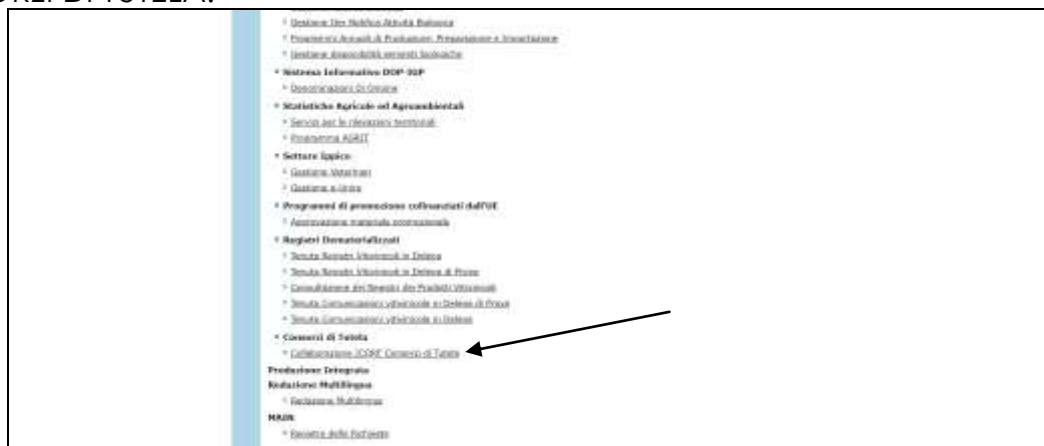 Gestione Iter Notifica Attività Biologica
Programmi Annuali di Produzione, Preparazione e Importazione
Gestione disponibilità sementi biologiche
Sistema Informativo DOP-IGP
Denominazioni Di Origine
Statistiche Agricole ed Agroambientali
Servizi per le rilevazioni territoriali
Programma AGRIT
Settore Ippico
Gestione Veterinari
Gestione e-Unire
Programmi di promozione cofinanziati dall'UE
Approvazione materiale promozionale
Registri Dematerializzati
Tenuta Registri Vitivinicoli in Delega
Tenuta Registri Vitivinicoli in Delega di Prova
Consultazione dei Registri dei Prodotti Vitivinicoli
Tenuta Comunicazioni vitivinicole in Delega di Prova
Tenuta Comunicazioni vitivinicole in Delega
Consorzi di Tutela
Collaborazione ICQRF Consorzi di Tutela
Produzione Integrata
Redazione Multilingua
Redazione Multilingua
MAIN
Registro delle Richieste